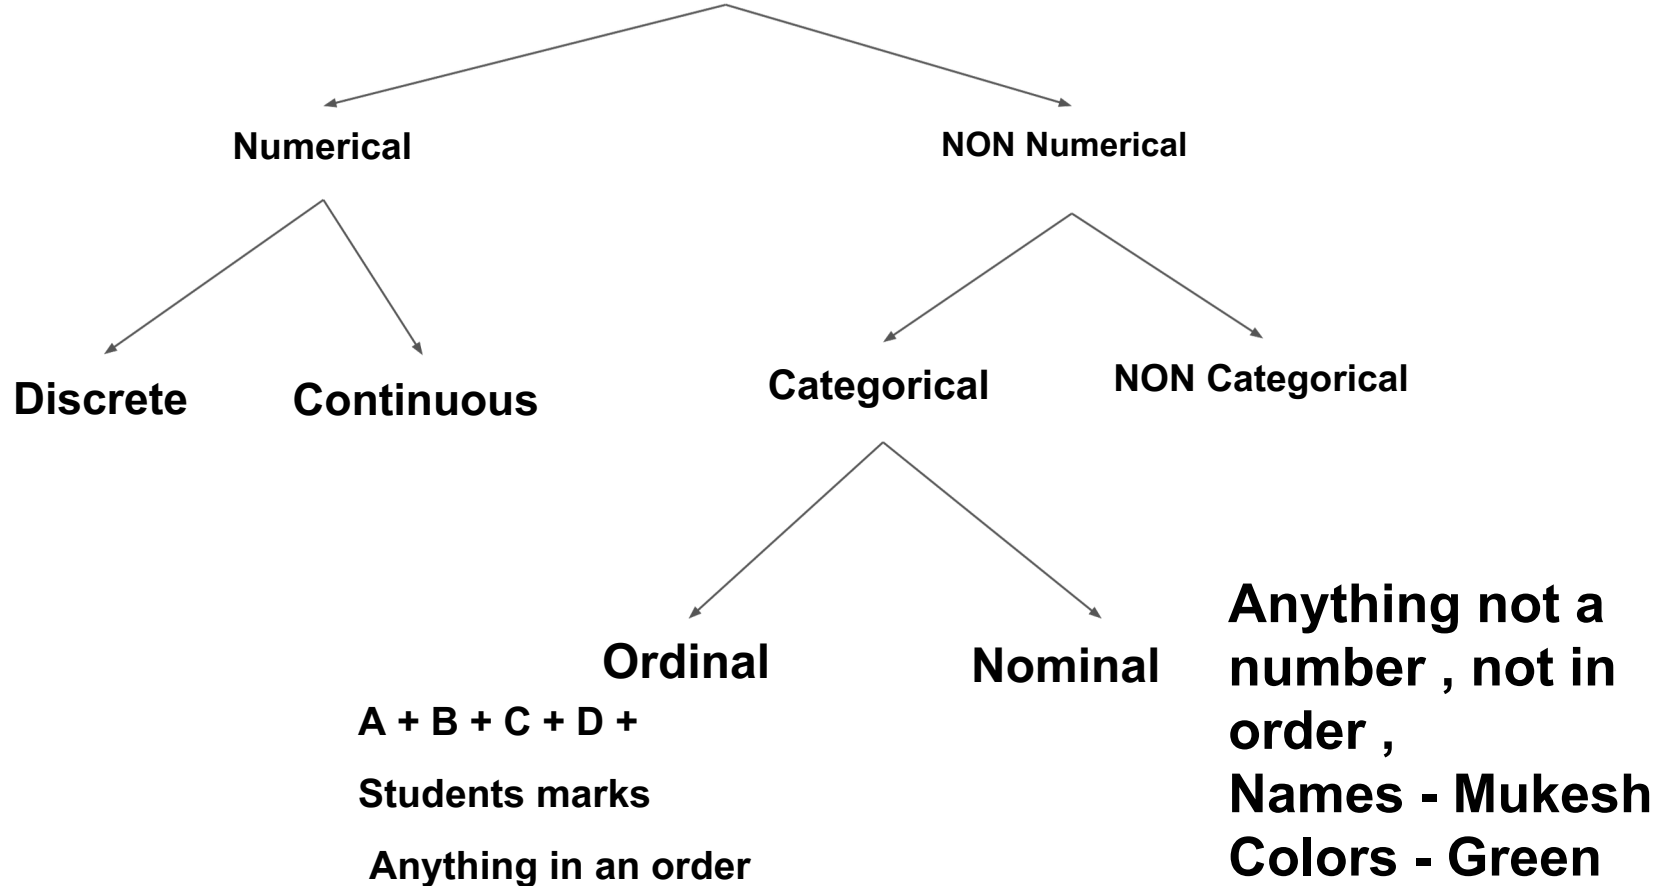 Numerical
NON Numerical
Discrete
Continuous
Categorical
NON Categorical
Ordinal
Nominal
A + B + C + D +
Students marks
Anything in an order
Anything not a
number , not in
order ,
Names - Mukesh
Colors - Green